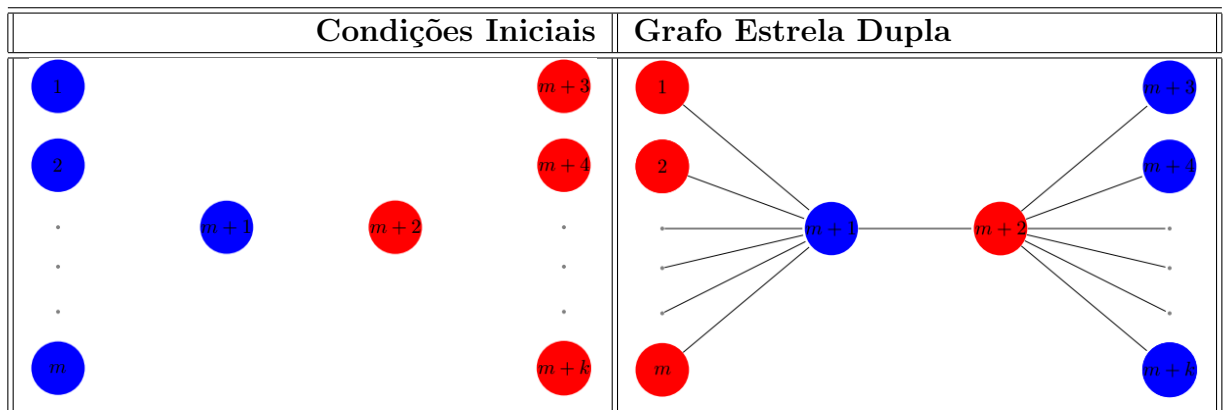 Condições Iniciais
Grafo Estrela Dupla
1
m + 3
2
m + 4
m + 1
m + 2
m
m + k
1
m + 3
2
m + 4
m + 1
m + 2
m
m + k